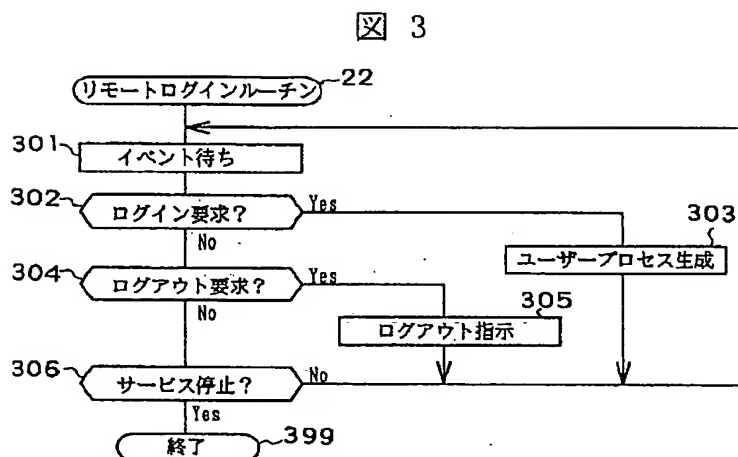 図 3
リモートログインルーチン 22
301 イベント待ち
302 ログイン要求? Yes
No
303
ユーザープロセス生成
304 ログアウト要求? Yes
No
305
ログアウト指示
306 サービス停止? No
Yes
終了 399